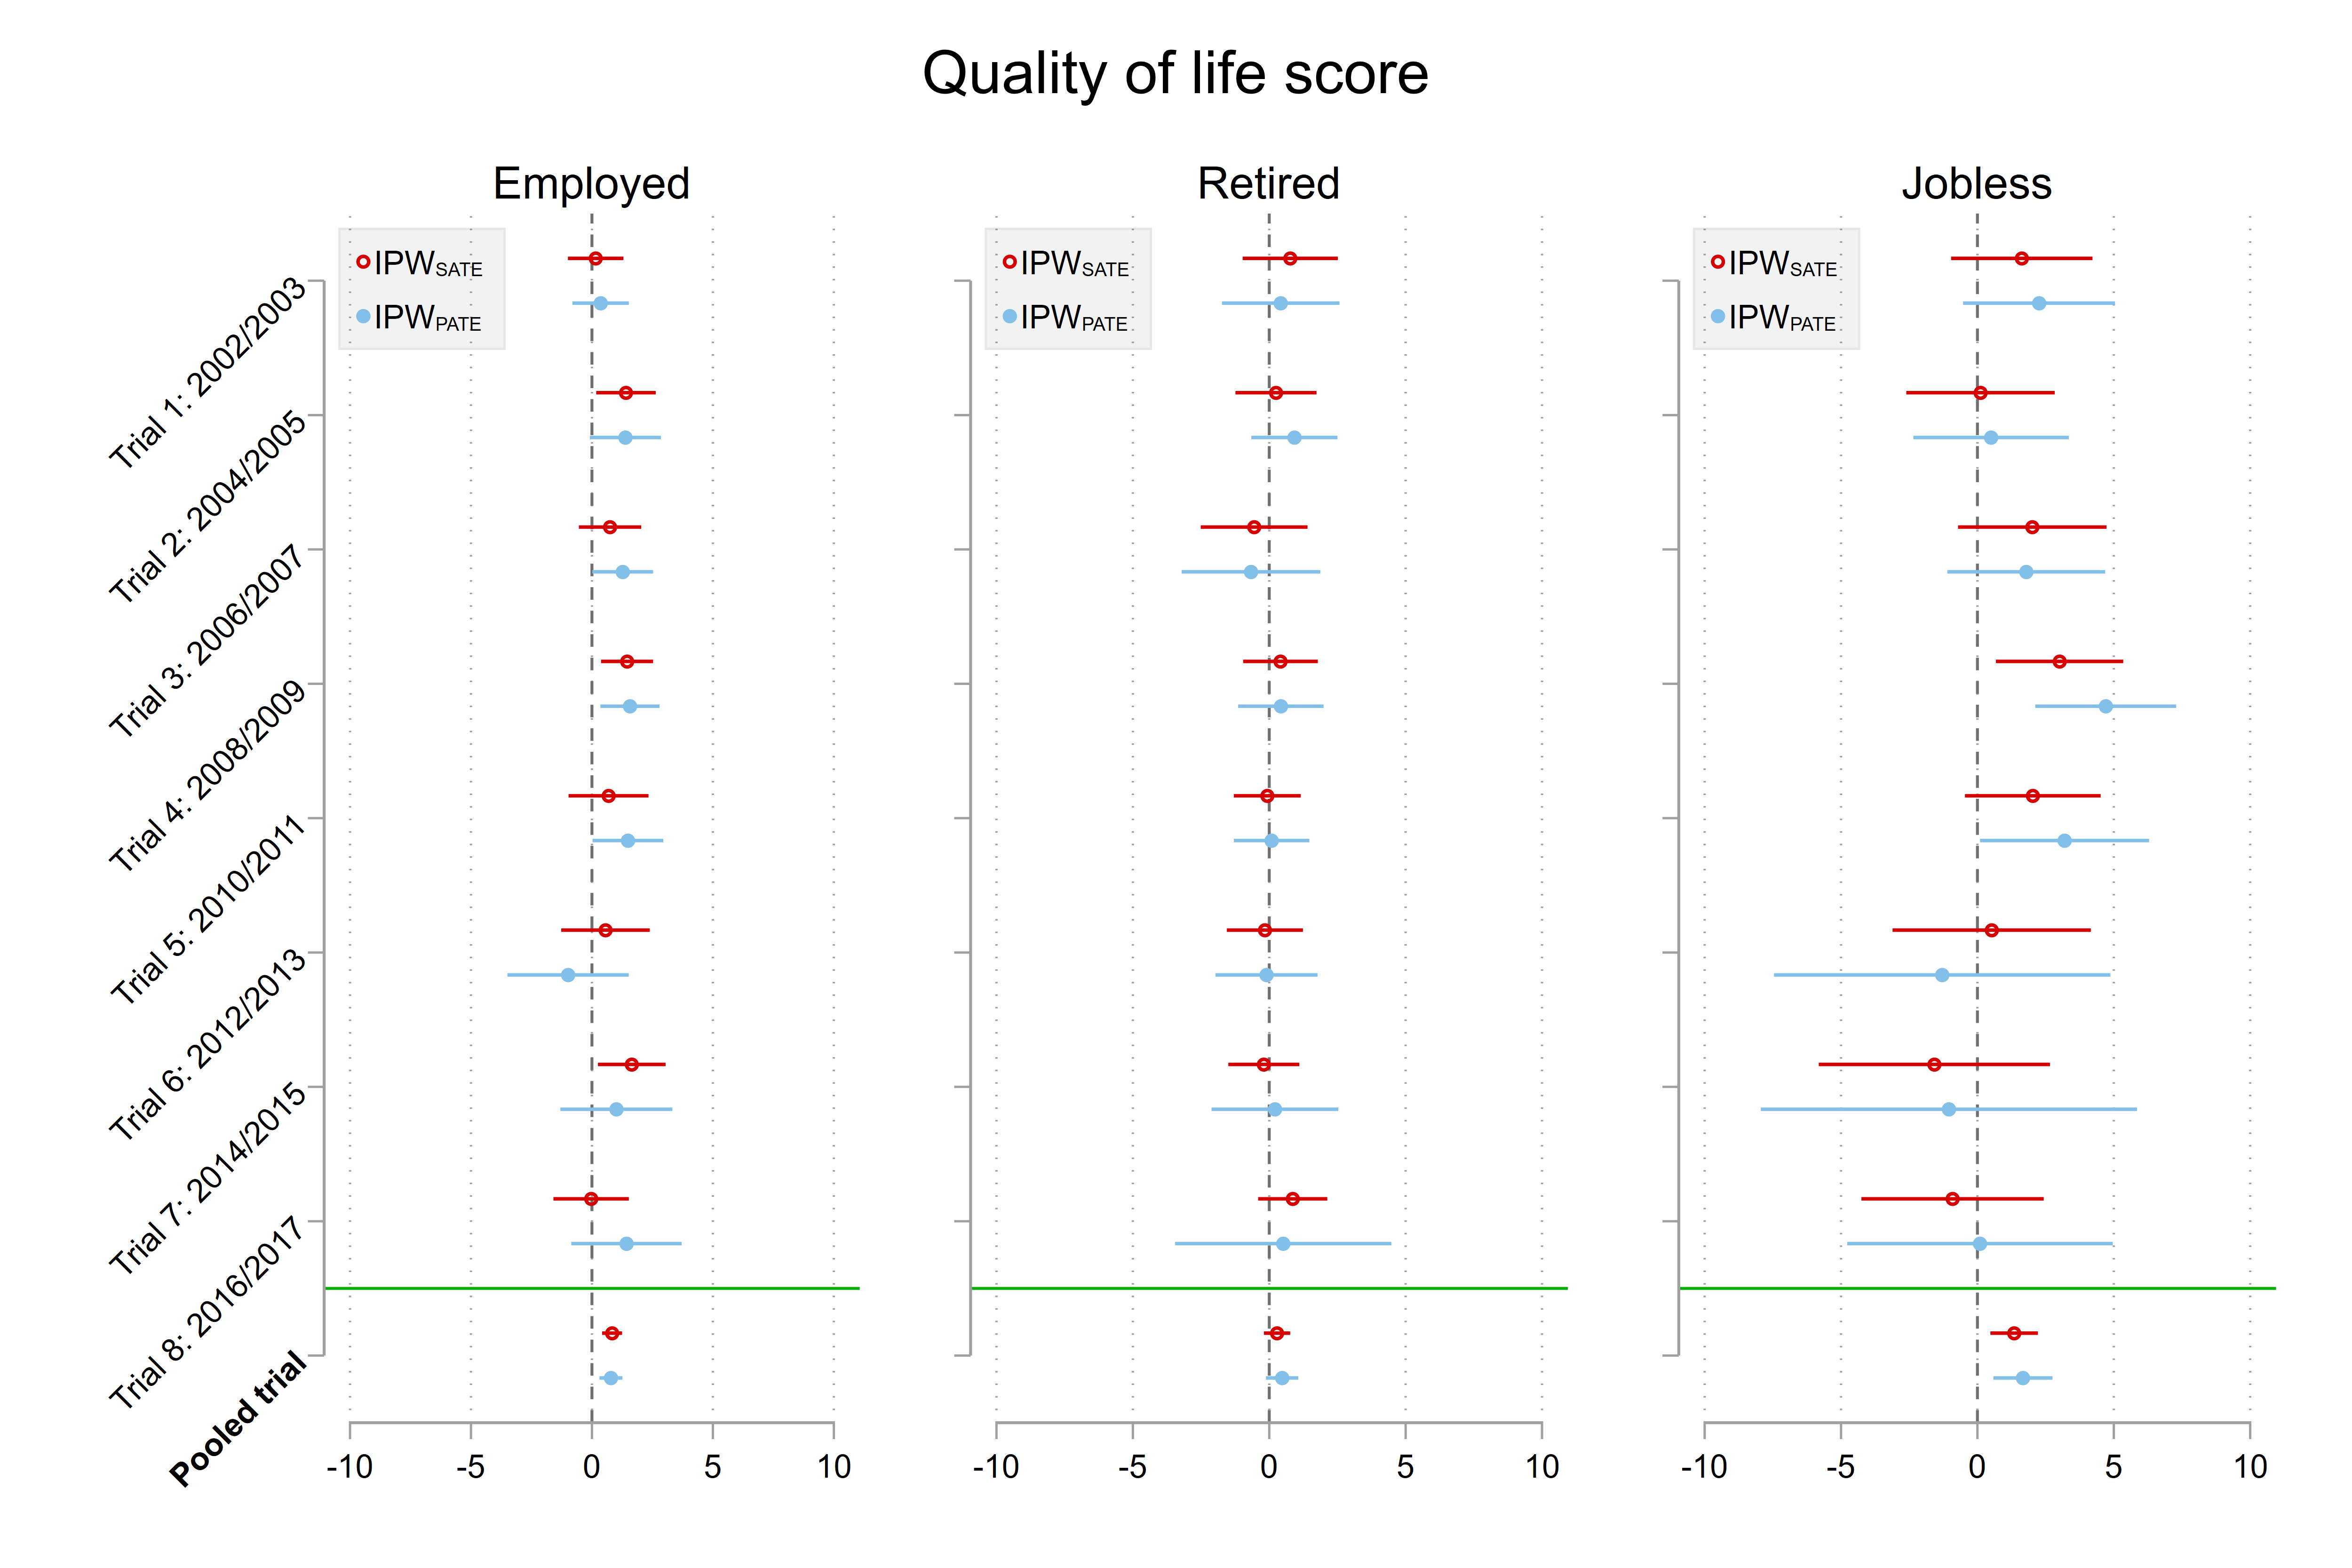 Quality of life score
Employed
Retired
Jobless
IPWSATE
IPWPATE
IPWSATE
IPWPATE
IPWSATE
IPWPATE
Trial 1: 2002/2003
Trial 2: 2004/2005
Trial 3: 2006/2007
Trial 4: 2008/2009
Trial 5: 2010/2011
Trial 6: 2012/2013
Trial 7: 2014/2015
Trial 8: 2016/2017
Pooled trial
-10 -5 0 5 10
-10 -5 0 5 10
-10 -5 0 5 10